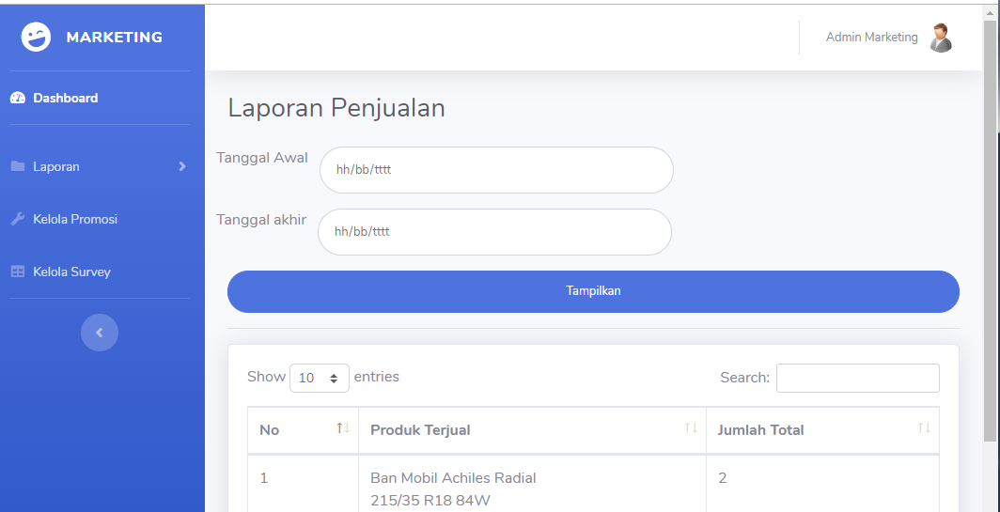 MARKETING
Admin Marketing
Dashboard
Laporan Penjualan
Tanggal Awal hh/bb/tttt
Laporan
Kelola Promosi
Tanggal akhir hh/bb/tttt
Kelola Survey
Tampilkan
Show 10 entries Search:
No Produk Terjual Jumlah Total
1 Ban Mobil Achiles Radial 2
215/35 R18 84W